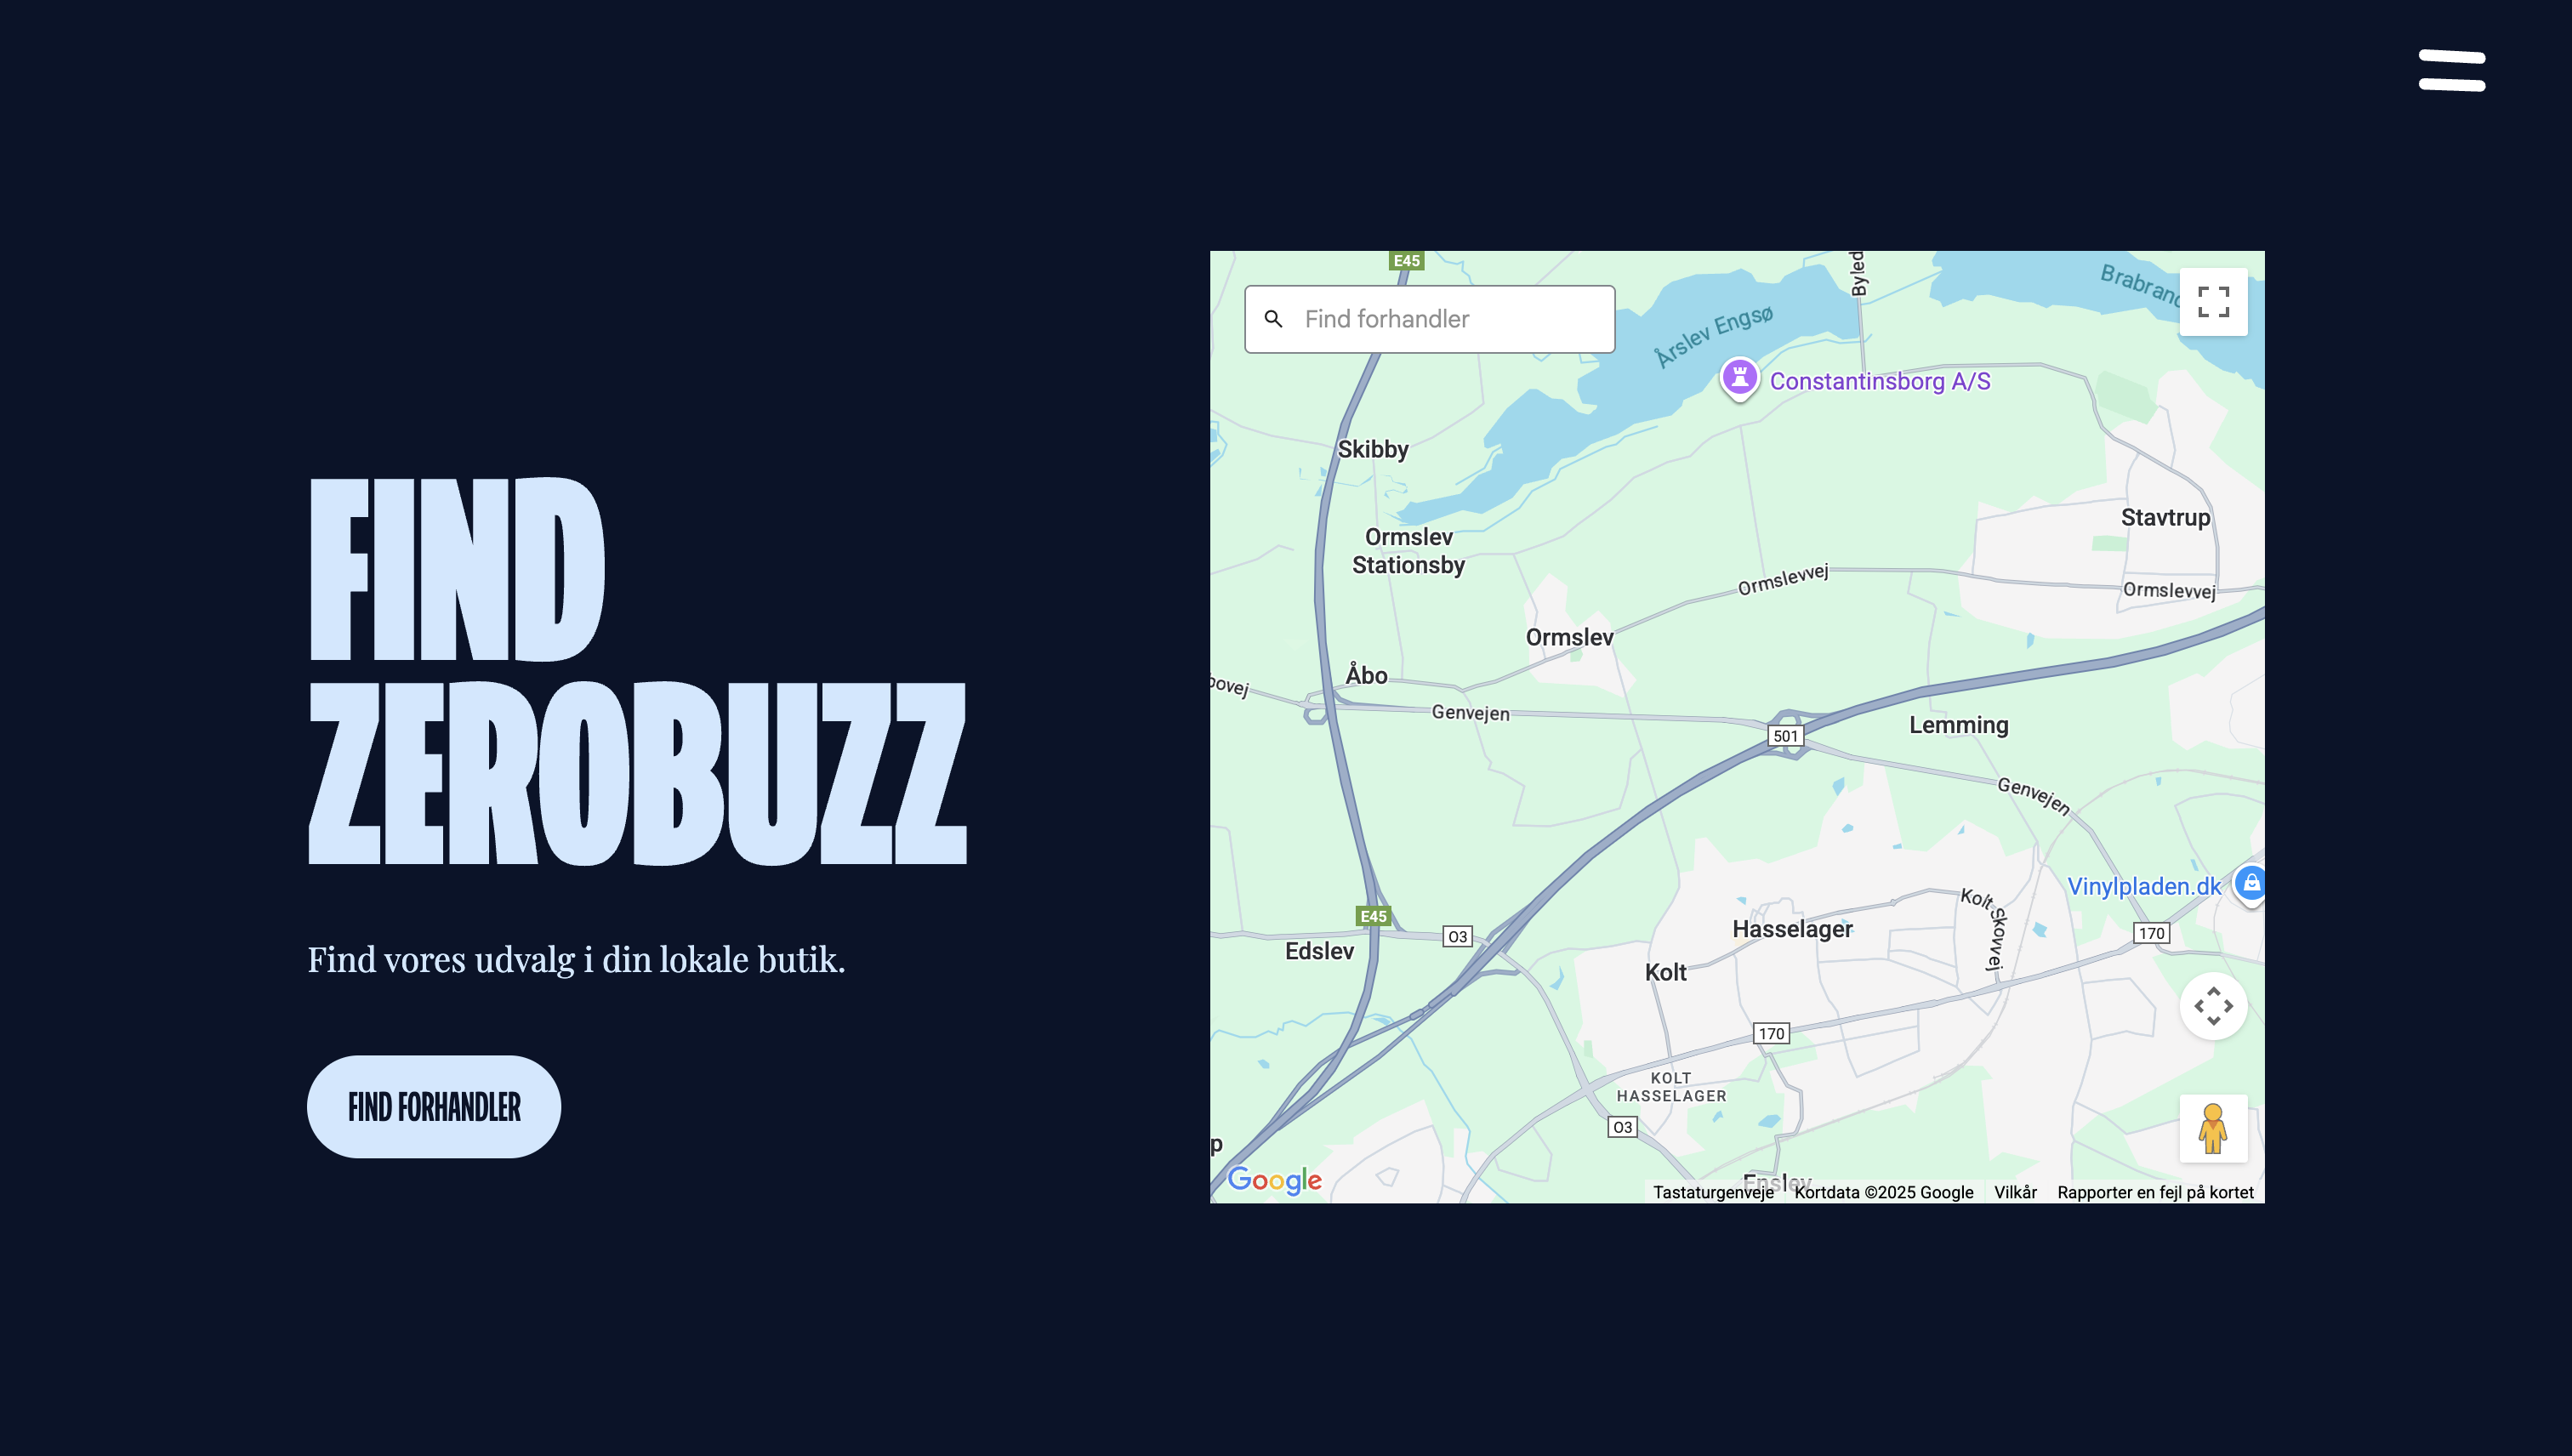 FIND
ZEROBUZZ
Find vores udvalg i din lokale butik.
FIND FORHANDLER
E45
Find forhandler
Byled
Brabrand
Årslev Engsø
Constantinsborg A/S
Skibby
Stavtrup
Ormslev
Stationsby
Ormslevvej
Ormslevvej
Ormslev
Åbo
ovej
Genvejen
501
Lemming
Genvejen
Vinylpladen.dk
Kolt Skovvej
E45
O3
Hasselager
170
Edslev
Kolt
170
KOLT
HASSELAGER
O3
p
Google
Enslev
Tastaturgenveje
Kortdata ©2025 Google
Vilkår
Rapporter en fejl på kortet